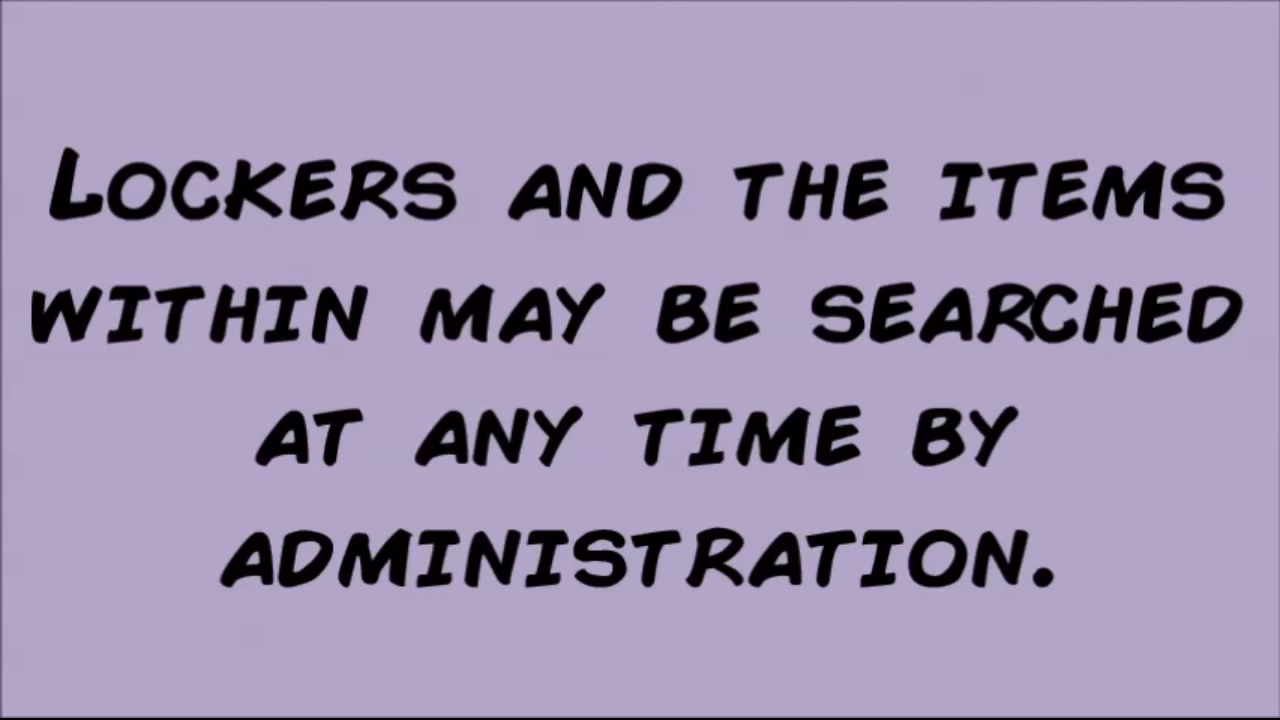 Lockers and the items
within may be searched
at any time by
administration.